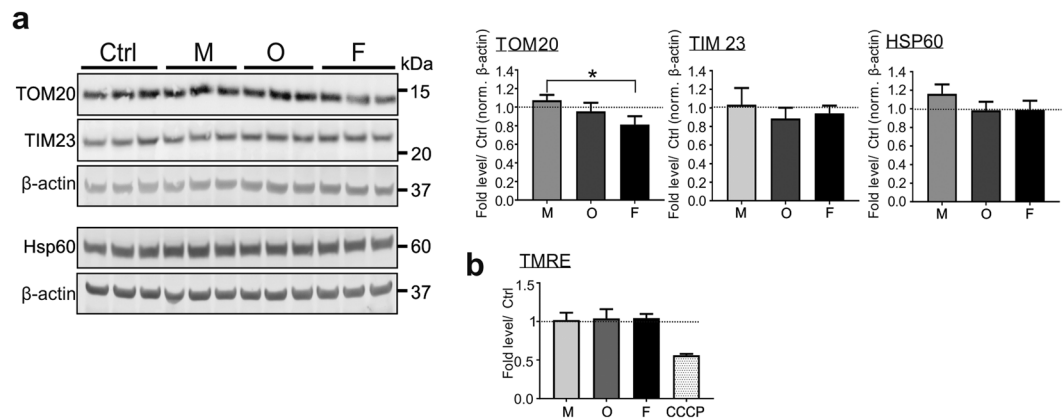 a
Ctrl M O F
kDa
TOM20 15
TIM23 20
β-actin 37
Hsp60 60
β-actin 37
TOM20
Fold level/ Ctrl (norm. β-actin)
1.4
1.2
1.0
0.8
0.6
0.4
0.2
0.0
*
M O F
TIM 23
Fold level/ Ctrl (norm. β-actin)
1.4
1.2
1.0
0.8
0.6
0.4
0.2
0.0
M O F
HSP60
Fold level/ Ctrl (norm. β-actin)
1.4
1.2
1.0
0.8
0.6
0.4
0.2
0.0
M O F
b
TMRE
Fold level/ Ctrl
1.5
1
0.5
0.0
M O F CCCP